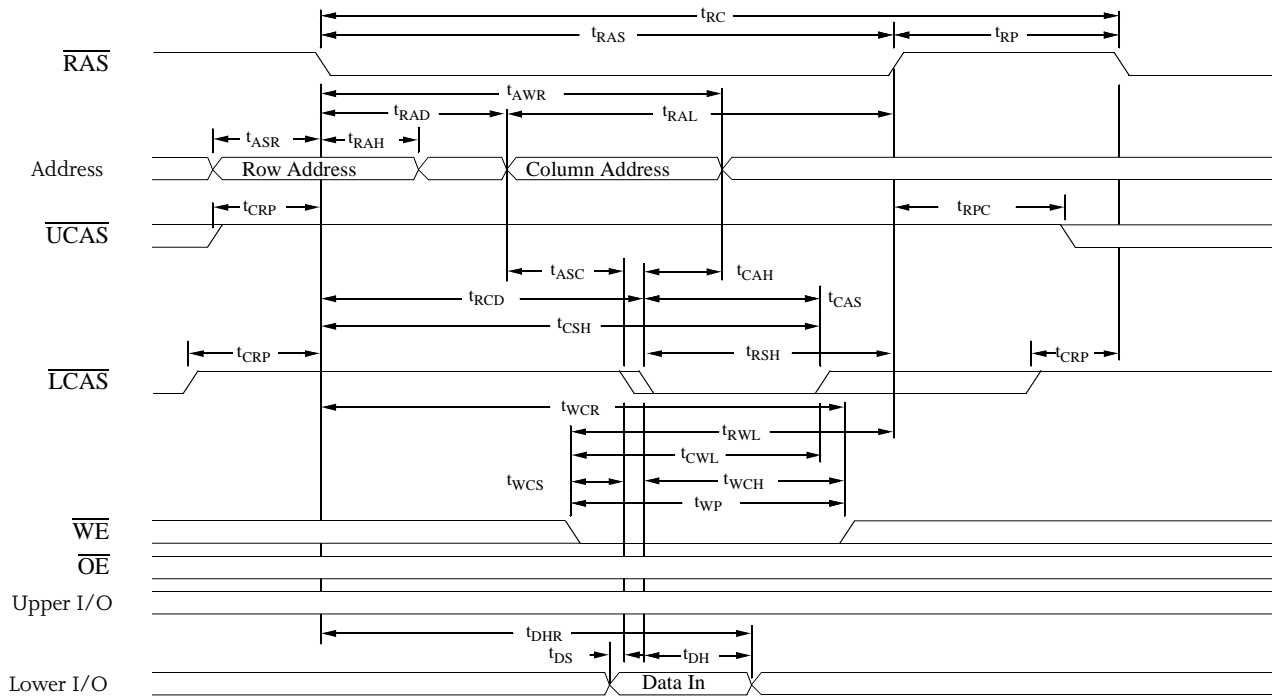 tRC
tRAS tRP
RAS
tAWR
tRAD tRAL
tASR tRAH
Address Row Address Column Address
tCRP tRPC
UCAS
tASC tCAH
tRCD tCAS
tCSH
tCRP tRSH tCRP
LCAS
tWCR
tRWL
tCWL
tWCS tWCH
tWP
WE
OE
Upper I/O
tDHR
tDS tDH
Lower I/O Data In